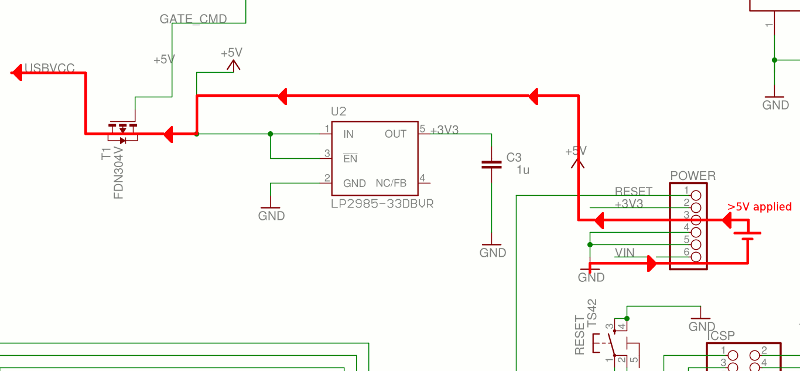 GATE_CMD
+5V
+5V
USBVCC
T1
FDN304V
U2
1 IN OUT 5 +3V3
3 EN
2 GND NC/FB 4
LP2985-33DBVR
GND
C3
1u
GND
+5V
1
GND
POWER
RESET 1
+3V3 2
3
4
5
VIN 6
>5V applied
GND
RESET
TS42
3 4
1 2 5
GND
ICSP
1 2
3 4